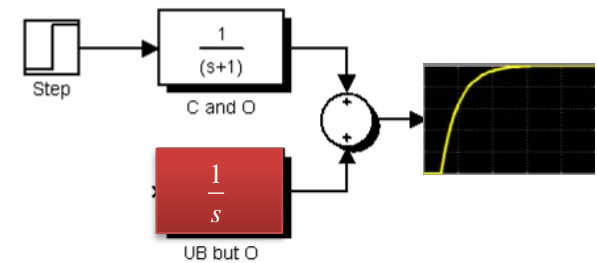 1
(s+1)
Step
C and O
+
+
1
s
UB but O